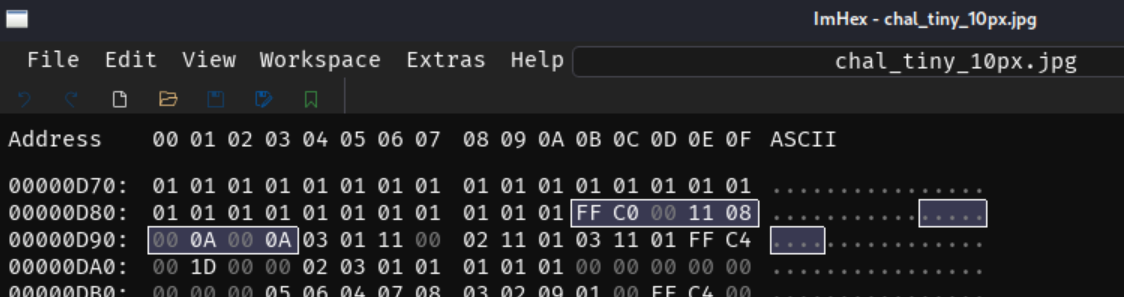 ImHex - chal_tiny_10px.jpg
File Edit View Workspace Extras Help chal_tiny_10px.jpg
Address 00 01 02 03 04 05 06 07 08 09 0A 0B 0C 0D 0E 0F ASCII
00000D70: 01 01 01 01 01 01 01 01 01 01 01 01 01 01 01 01 ................
00000D80: 01 01 01 01 01 01 01 01 01 01 01 FF C0 00 11 08 ................
00000D90: 00 0A 00 0A 03 01 11 00 02 11 01 03 11 01 FF C4 ................
00000DA0: 00 1D 00 00 02 03 01 01 01 01 01 00 00 00 00 00 ................
00000DB0: 00 00 00 05 06 04 07 08 03 02 09 01 00 FF C4 00